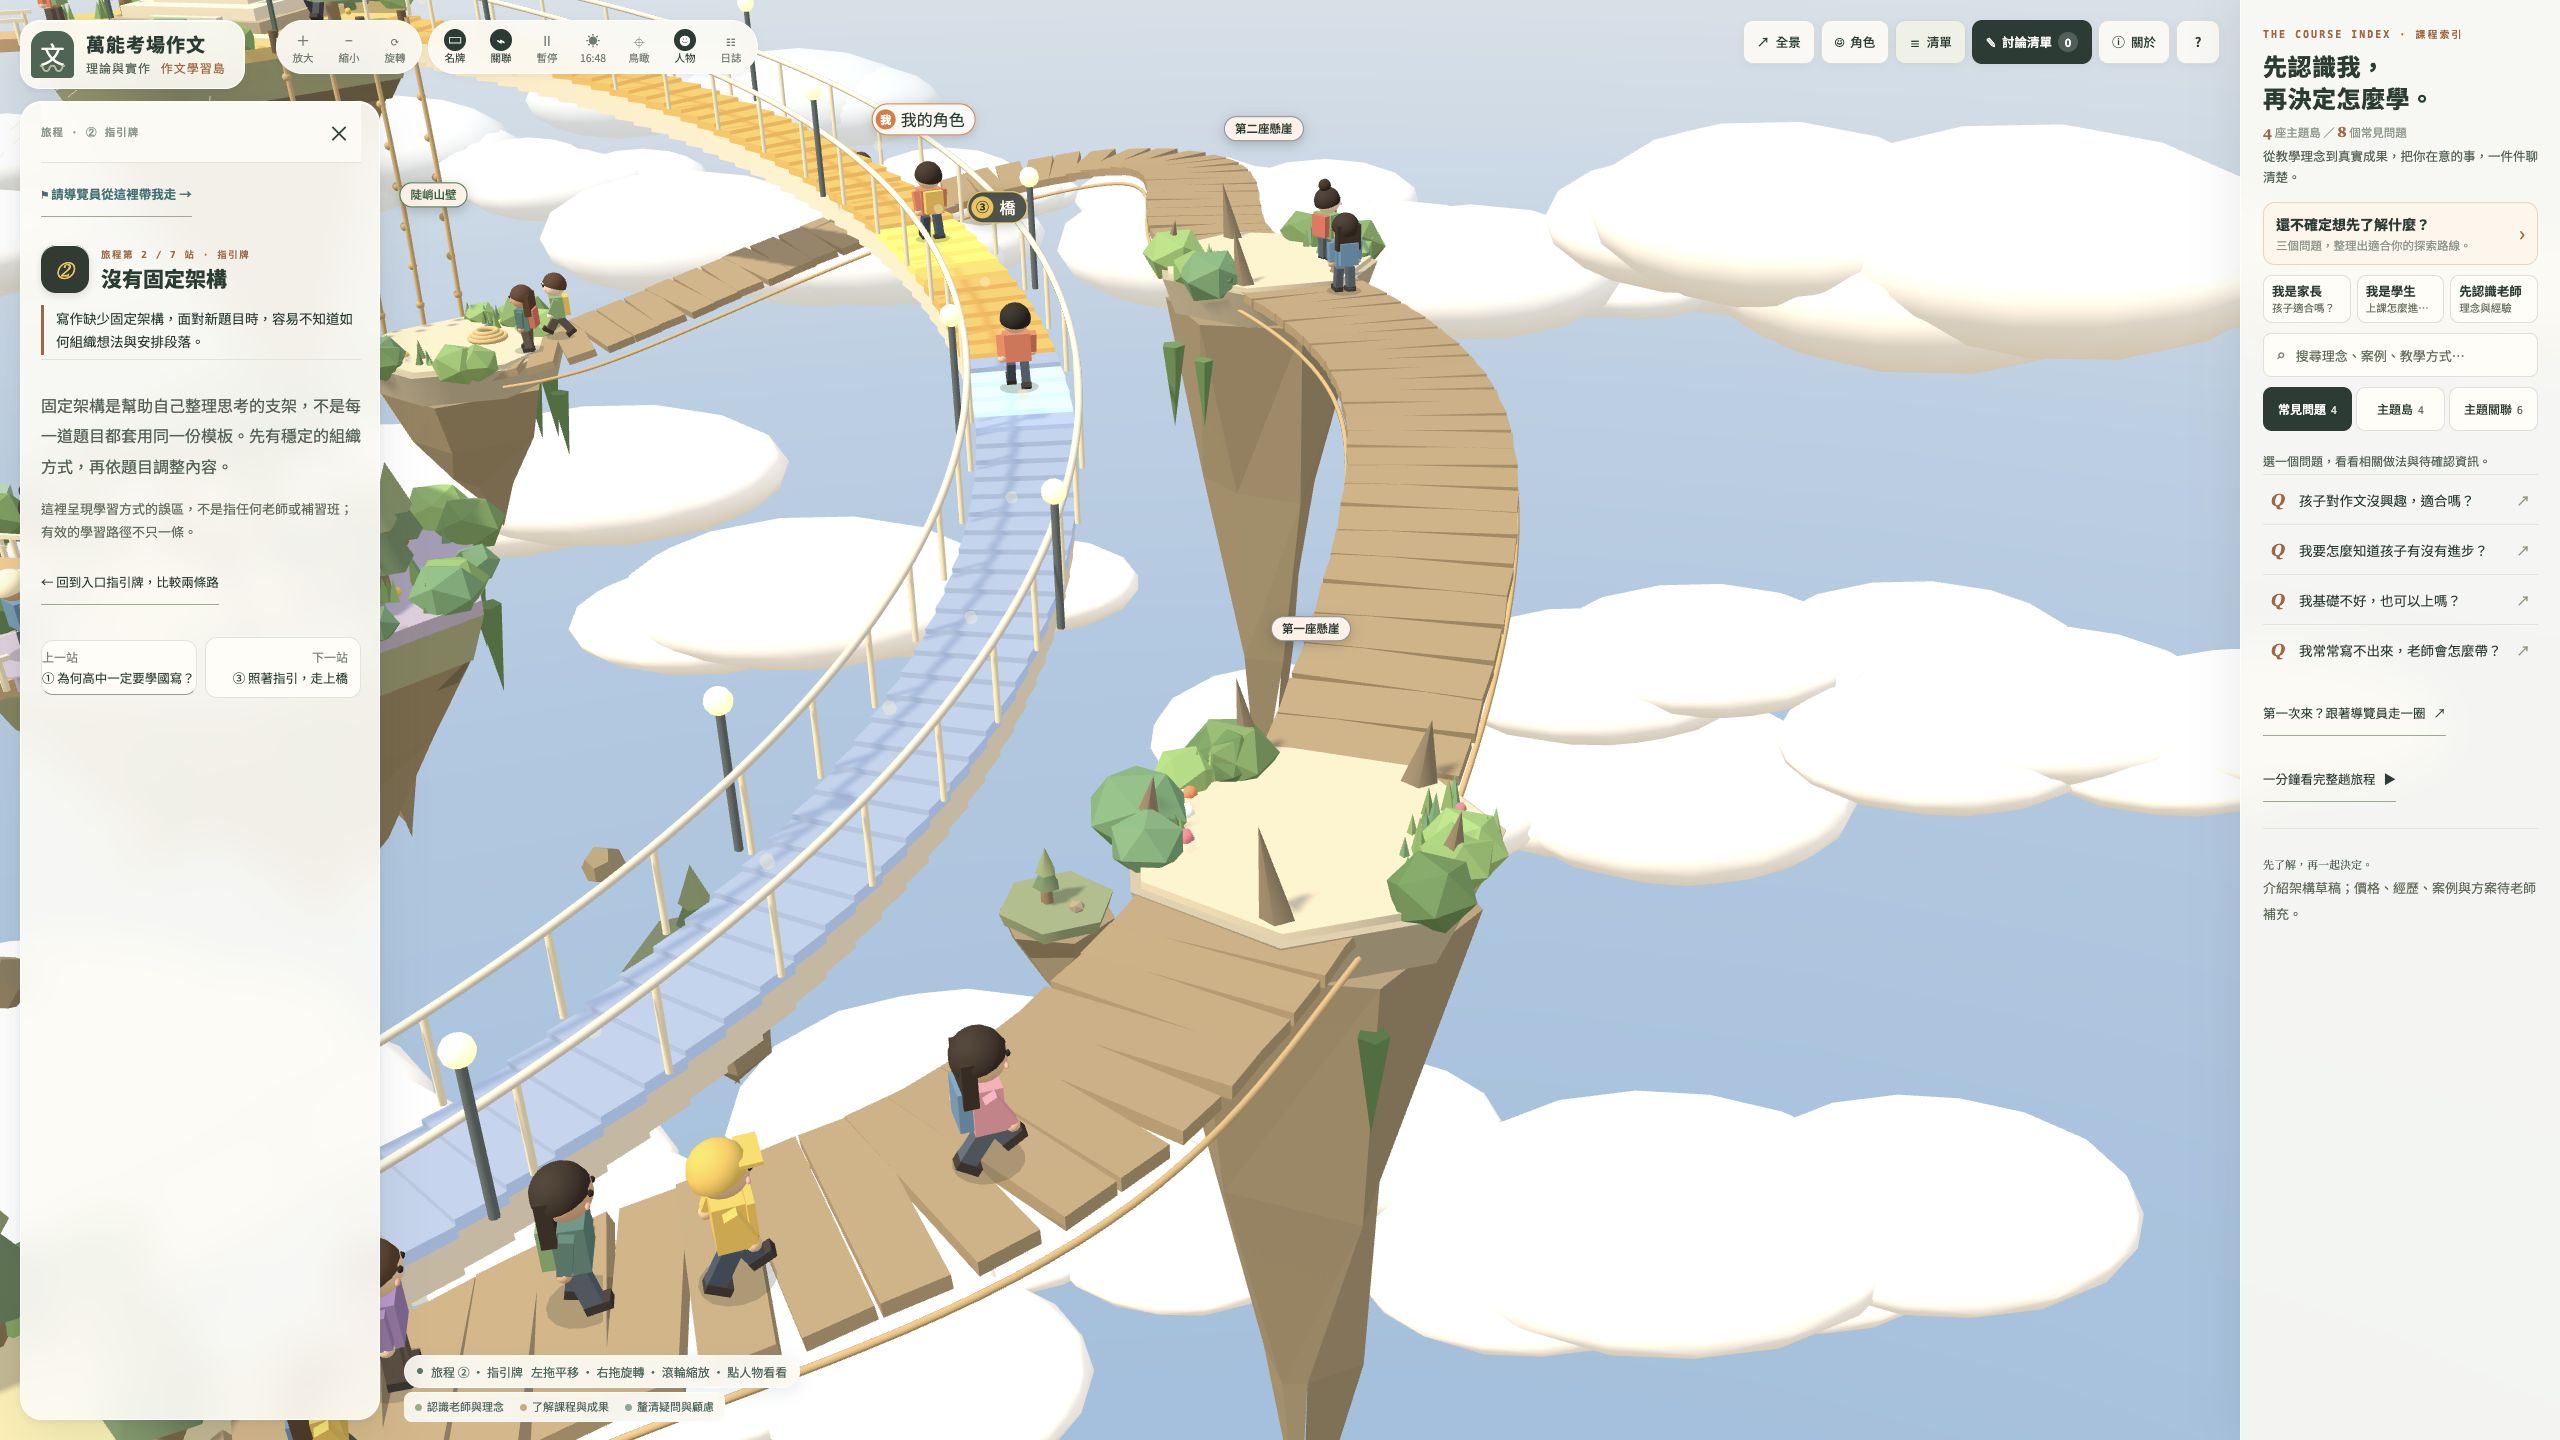 文
萬能考場作文
理論與實作 作文學習島
放大
縮小
旋轉
名牌
關聯
暫停
16:48
鳥瞰
人物
日誌
全景
角色
清單
討論清單 0
關於
?
旅程 · ② 指引牌
請導覽員從這裡帶我走 →
②
旅程第 2 / 7 站 · 指引牌
沒有固定架構
寫作缺少固定架構,面對新題目時,容易不知道如
何組織想法與安排段落。
固定架構是幫助自己整理思考的支架,不是每
一道題目都套用同一份模板。先有穩定的組織
方式,再依題目調整內容。
這裡呈現學習方式的誤區,不是指任何老師或補習班;
有效的學習路徑不只一條。
← 回到入口指引牌,比較兩條路
上一站
① 為何高中一定要學國寫?
下一站
③ 照著指引,走上橋
我 我的角色
第二座懸崖
陡峭山壁
③ 橋
第一座懸崖
旅程 ② · 指引牌 左拖平移 · 右拖旋轉 · 滾輪縮放 · 點人物看看
認識老師與理念
了解課程與成果
釐清疑問與顧慮
THE COURSE INDEX · 課程索引
先認識我,
再決定怎麼學。
4 座主題島 / 8 個常見問題
從教學理念到真實成果,把你在意的事,一件件聊
清楚。
還不確定想先了解什麼?
三個問題,整理出適合你的探索路線。
我是家長
孩子適合嗎?
我是學生
上課怎麼進…
先認識老師
理念與經驗
搜尋理念、案例、教學方式…
常見問題 4
主題島 4
主題關聯 6
選一個問題,看看相關做法與待確認資訊。
Q 孩子對作文沒興趣,適合嗎? ↗
Q 我要怎麼知道孩子有沒有進步? ↗
Q 我基礎不好,也可以上嗎? ↗
Q 我常常寫不出來,老師會怎麼帶? ↗
第一次來?跟著導覽員走一圈 ↗
一分鐘看完整趟旅程 ▶
先了解,再一起決定。
介紹架構草稿;價格、經歷、案例與方案待老師
補充。